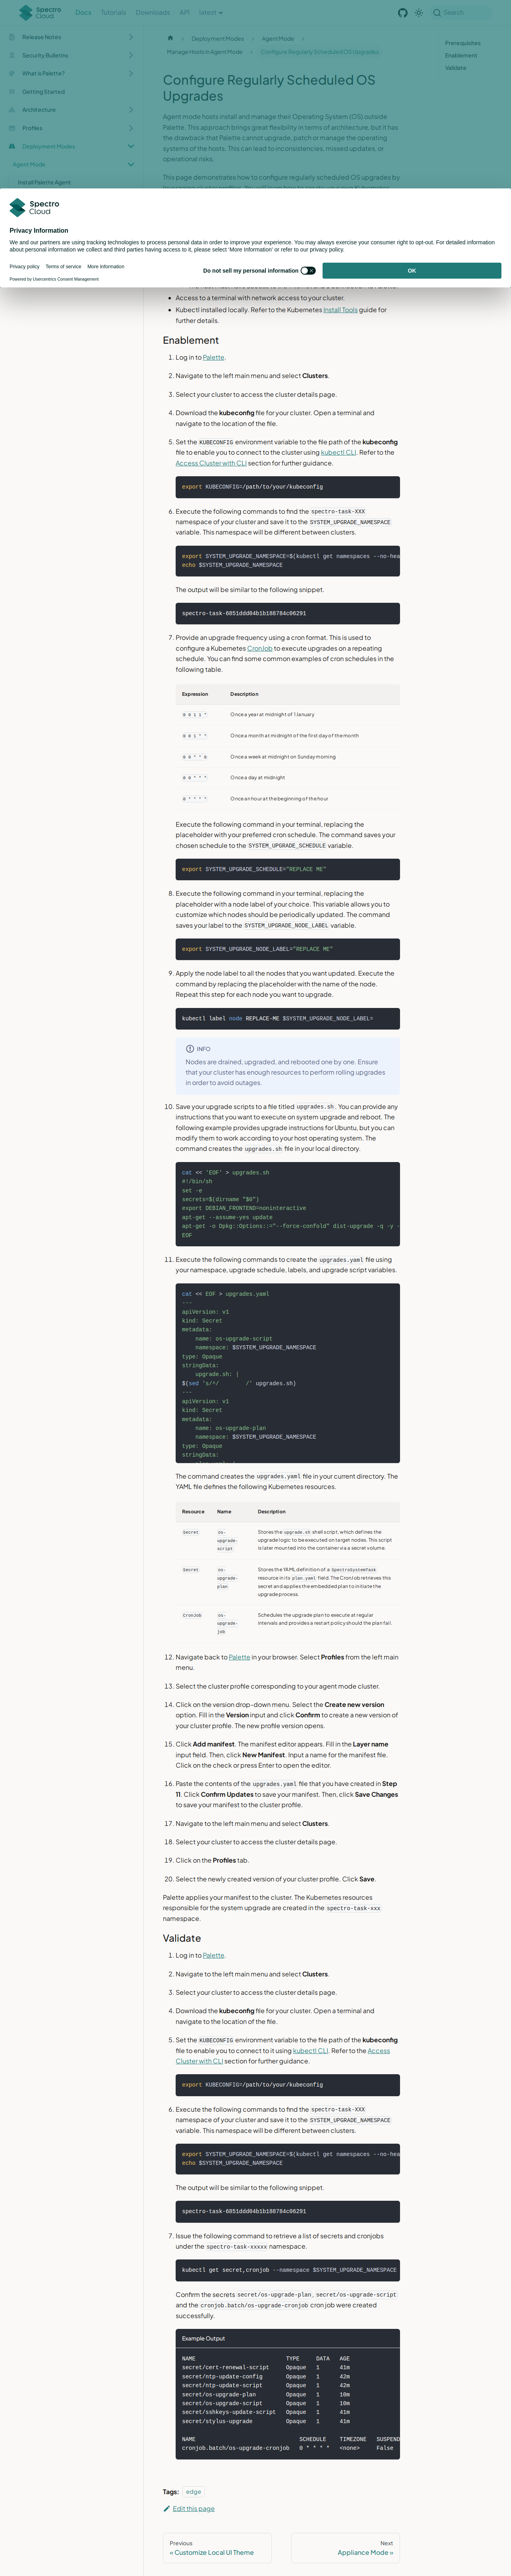 Spectro Cloud
Docs
Tutorials
Downloads
API
latest
Search
Release Notes
Security Bulletins
What is Palette?
Getting Started
Architecture
Profiles
Deployment Modes
Agent Mode
Install Palette Agent
Deployment Modes
Agent Mode
Manage Hosts in Agent Mode
Configure Regularly Scheduled OS Upgrades
Prerequisites
Enablement
Validate
Configure Regularly Scheduled OS
Upgrades
Agent mode hosts install and manage their Operating System (OS) outside
Palette. This approach brings great flexibility in terms of architecture, but it has
the drawback that Palette cannot upgrade, patch or manage the operating
systems of the hosts. This can lead to inconsistencies, missed updates, or
operational risks.
This page demonstrates how to configure regularly scheduled OS upgrades by
Spectro Cloud
Privacy Information
We and our partners are using tracking technologies to process personal data in order to improve your experience. You may always exercise your consumer right to opt-out. For detailed information
about personal information we collect and third parties having access to it, please select 'More Information' or refer to our privacy policy.
Privacy policy
Terms of service
More Information
Do not sell my personal information
OK
Powered by Usercentrics Consent Management
Access to a terminal with network access to your cluster.
Kubectl installed locally. Refer to the Kubernetes Install Tools guide for
further details.
Enablement
1. Log in to Palette.
2. Navigate to the left main menu and select Clusters.
3. Select your cluster to access the cluster details page.
4. Download the kubeconfig file for your cluster. Open a terminal and
navigate to the location of the file.
5. Set the KUBECONFIG environment variable to the file path of the kubeconfig
file to enable you to connect to the cluster using kubectl CLI. Refer to the
Access Cluster with CLI section for further guidance.
export KUBECONFIG=/path/to/your/kubeconfig
6. Execute the following commands to find the spectro-task-XXX
namespace of your cluster and save it to the SYSTEM_UPGRADE_NAMESPACE
variable. This namespace will be different between clusters.
export SYSTEM_UPGRADE_NAMESPACE=$(kubectl get namespaces --no-hea
echo $SYSTEM_UPGRADE_NAMESPACE
The output will be similar to the following snippet.
spectro-task-6851ddd04b1b188784c06291
7. Provide an upgrade frequency using a cron format. This is used to
configure a Kubernetes CronJob to execute upgrades on a repeating
schedule. You can find some common examples of cron schedules in the
following table.
Expression Description
0 0 1 1 * Once a year at midnight of 1 January
0 0 1 * * Once a month at midnight of the first day of the month
0 0 * * 0 Once a week at midnight on Sunday morning
0 0 * * * Once a day at midnight
0 * * * * Once an hour at the beginning of the hour
Execute the following command in your terminal, replacing the
placeholder with your preferred cron schedule. The command saves your
chosen schedule to the SYSTEM_UPGRADE_SCHEDULE variable.
export SYSTEM_UPGRADE_SCHEDULE="REPLACE ME"
8. Execute the following command in your terminal, replacing the
placeholder with a node label of your choice. This variable allows you to
customize which nodes should be periodically updated. The command
saves your label to the SYSTEM_UPGRADE_NODE_LABEL variable.
export SYSTEM_UPGRADE_NODE_LABEL="REPLACE ME"
9. Apply the node label to all the nodes that you want updated. Execute the
command by replacing the placeholder with the name of the node.
Repeat this step for each node you want to upgrade.
kubectl label node REPLACE-ME $SYSTEM_UPGRADE_NODE_LABEL=
INFO
Nodes are drained, upgraded, and rebooted one by one. Ensure
that your cluster has enough resources to perform rolling upgrades
in order to avoid outages.
10. Save your upgrade scripts to a file titled upgrades.sh. You can provide any
instructions that you want to execute on system upgrade and reboot. The
following example provides upgrade instructions for Ubuntu, but you can
modify them to work according to your host operating system. The
command creates the upgrades.sh file in your local directory.
cat << 'EOF' > upgrades.sh
#!/bin/sh
set -e
secrets=$(dirname "$0")
export DEBIAN_FRONTEND=noninteractive
apt-get --assume-yes update
apt-get -o Dpkg::Options::="--force-confold" dist-upgrade -q -y -
EOF
11. Execute the following commands to create the upgrades.yaml file using
your namespace, upgrade schedule, labels, and upgrade script variables.
cat << EOF > upgrades.yaml
---
apiVersion: v1
kind: Secret
metadata:
name: os-upgrade-script
namespace: $SYSTEM_UPGRADE_NAMESPACE
type: Opaque
stringData:
upgrade.sh: |
$(sed 's/^/ /' upgrades.sh)
---
apiVersion: v1
kind: Secret
metadata:
name: os-upgrade-plan
namespace: $SYSTEM_UPGRADE_NAMESPACE
type: Opaque
stringData:
The command creates the upgrades.yaml file in your current directory. The
YAML file defines the following Kubernetes resources.
Resource Name Description
Secret os-upgrade-script Stores the upgrade.sh shell script, which defines the
upgrade logic to be executed on target nodes. This script
is later mounted into the container via a secret volume.
Secret os-upgrade-plan Stores the YAML definition of a SpectroSystemTask
resource in its plan.yaml field. The CronJob retrieves this
secret and applies the embedded plan to initiate the
upgrade process.
CronJob os-upgrade-job Schedules the upgrade plan to execute at regular
intervals and provides a restart policy should the plan fail.
12. Navigate back to Palette in your browser. Select Profiles from the left main
menu.
13. Select the cluster profile corresponding to your agent mode cluster.
14. Click on the version drop-down menu. Select the Create new version
option. Fill in the Version input and click Confirm to create a new version of
your cluster profile. The new profile version opens.
15. Click Add manifest. The manifest editor appears. Fill in the Layer name
input field. Then, click New Manifest. Input a name for the manifest file.
Click on the check or press Enter to open the editor.
16. Paste the contents of the upgrades.yaml file that you have created in Step
11. Click Confirm Updates to save your manifest. Then, click Save Changes
to save your manifest to the cluster profile.
17. Navigate to the left main menu and select Clusters.
18. Select your cluster to access the cluster details page.
19. Click on the Profiles tab.
20. Select the newly created version of your cluster profile. Click Save.
Palette applies your manifest to the cluster. The Kubernetes resources
responsible for the system upgrade are created in the spectro-task-xxx
namespace.
Validate
1. Log in to Palette.
2. Navigate to the left main menu and select Clusters.
3. Select your cluster to access the cluster details page.
4. Download the kubeconfig file for your cluster. Open a terminal and
navigate to the location of the file.
5. Set the KUBECONFIG environment variable to the file path of the kubeconfig
file to enable you to connect to it using kubectl CLI. Refer to the Access
Cluster with CLI section for further guidance.
export KUBECONFIG=/path/to/your/kubeconfig
6. Execute the following commands to find the spectro-task-XXX
namespace of your cluster and save it to the SYSTEM_UPGRADE_NAMESPACE
variable. This namespace will be different between clusters.
export SYSTEM_UPGRADE_NAMESPACE=$(kubectl get namespaces --no-hea
echo $SYSTEM_UPGRADE_NAMESPACE
The output will be similar to the following snippet.
spectro-task-6851ddd04b1b188784c06291
7. Issue the following command to retrieve a list of secrets and cronjobs
under the spectro-task-xxxxx namespace.
kubectl get secret,cronjob --namespace $SYSTEM_UPGRADE_NAMESPACE
Confirm the secrets secret/os-upgrade-plan, secret/os-upgrade-script
and the cronjob.batch/os-upgrade-cronjob cron job were created
successfully.
Example Output
NAME TYPE DATA AGE
secret/cert-renewal-script Opaque 1 41m
secret/ntp-update-config Opaque 1 42m
secret/ntp-update-script Opaque 1 42m
secret/os-upgrade-plan Opaque 1 10m
secret/os-upgrade-script Opaque 1 10m
secret/sshkeys-update-script Opaque 1 41m
secret/stylus-upgrade Opaque 1 41m
NAME SCHEDULE TIMEZONE SUSPEND
cronjob.batch/os-upgrade-cronjob 0 * * * * <none> False
Tags: edge
Edit this page
Previous
« Customize Local UI Theme
Next
Appliance Mode »